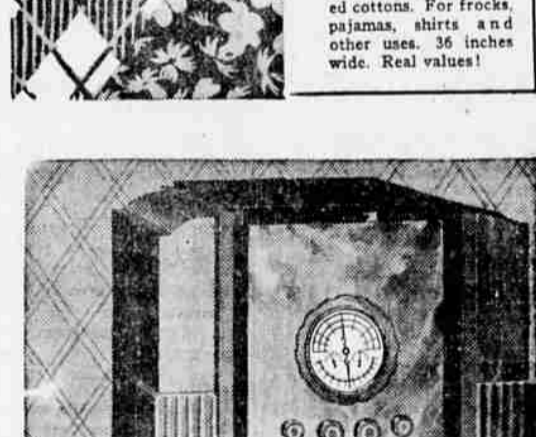 ed cottons. For frocks,
pajamas, shirts and
other uses. 36 inches
wide. Real values!